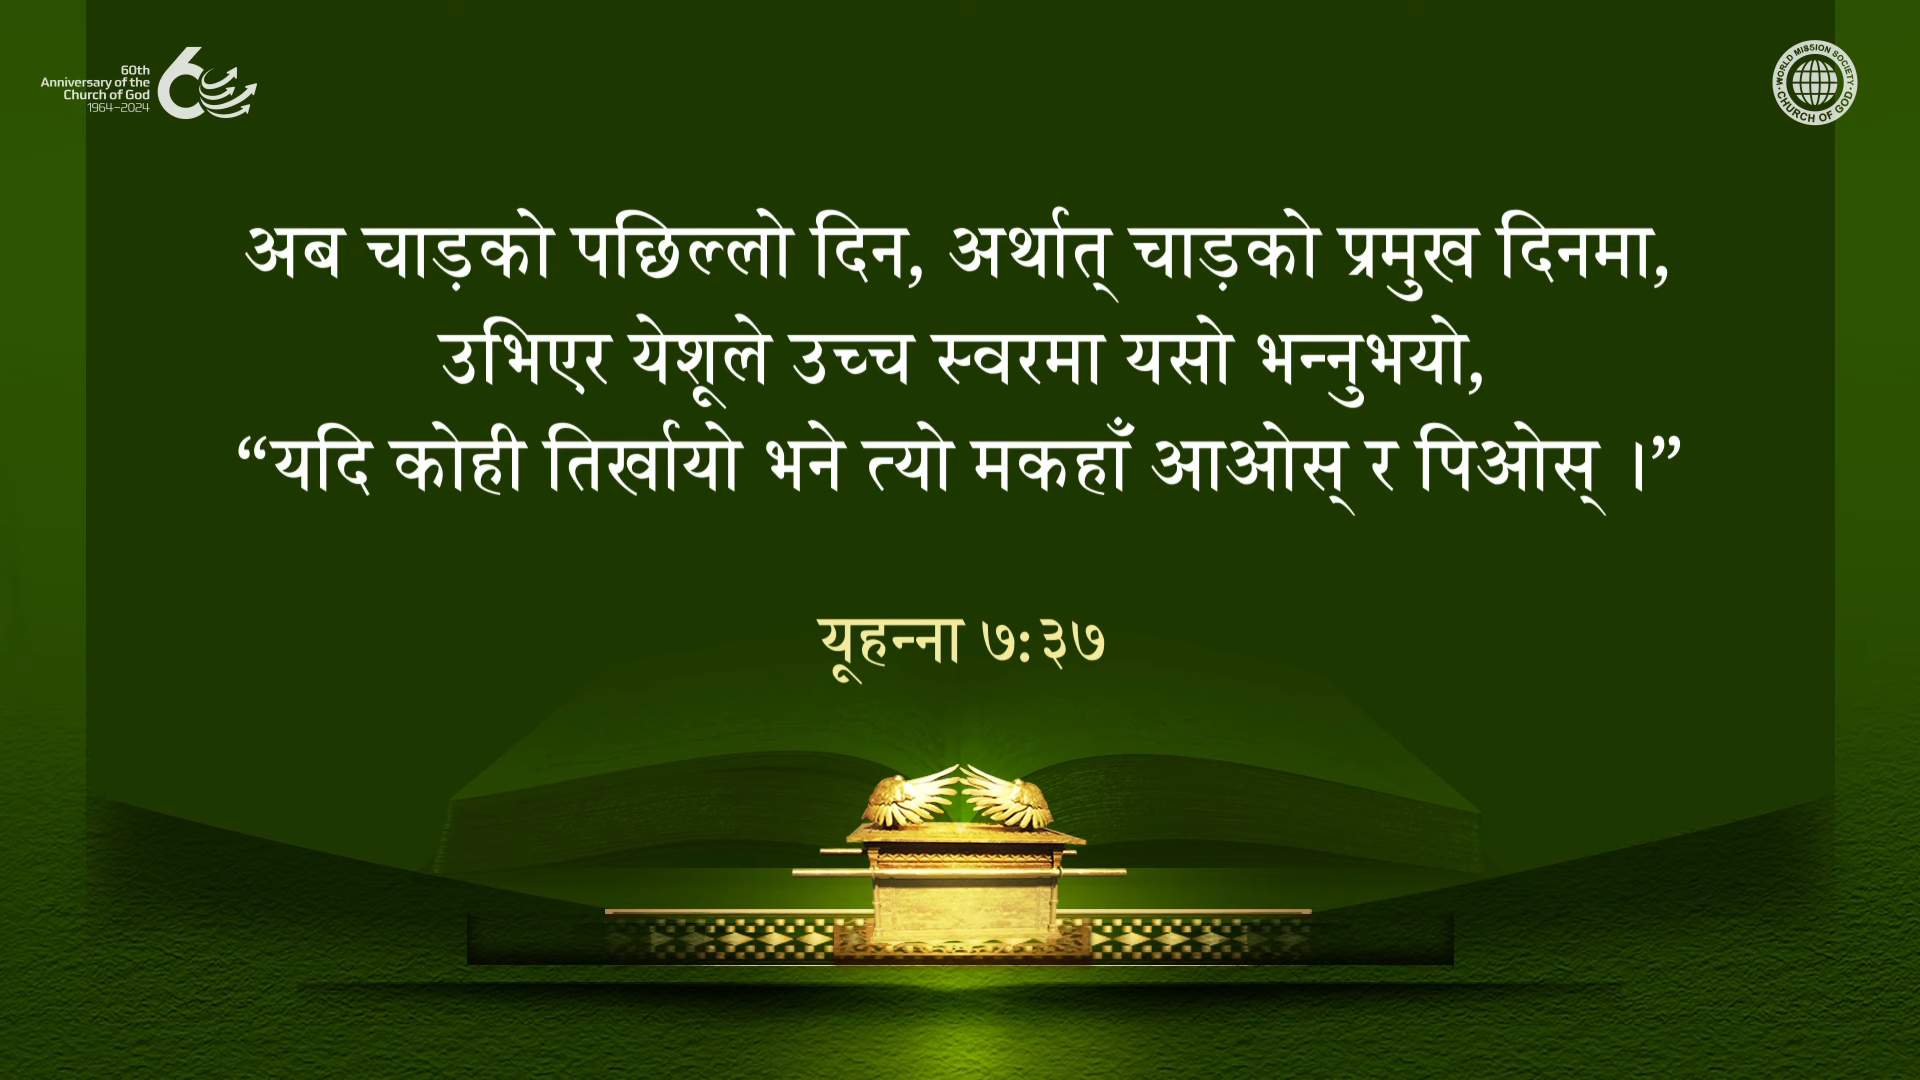 60th
Anniversary of the
Church of God
1964–2024
WORLD MISSION SOCIETY
CHURCH OF GOD
अब चाड़को पछिल्लो दिन, अर्थात् चाड़को प्रमुख दिनमा,
उभिएर येशूले उच्च स्वरमा यसो भन्नुभयो,
“यदि कोही तिर्खायो भने त्यो मकहाँ आओस् र पिओस् ।”
यूहन्ना ७:३७